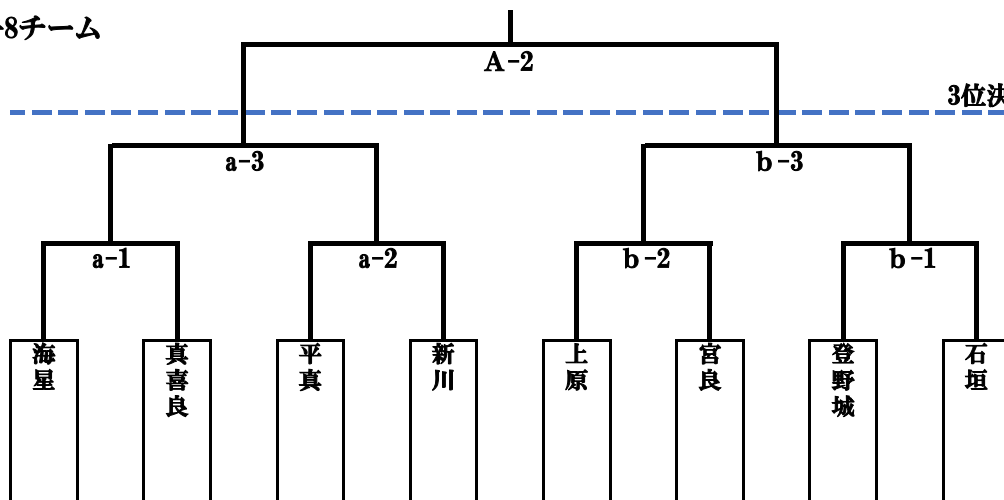 8チーム
A-2
3位決
a-3
b-3
a-1
a-2
b-2
b-1
海星
真喜良
平真
新川
上原
宮良
登野城
石垣